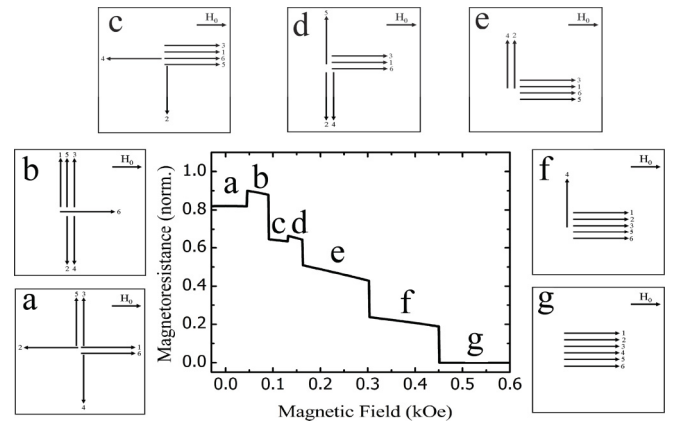 c
H₀
3
1
4
6
5
2
d
H₀
5
3
1
6
2 4
e
H₀
4 2
3
1
6
5
b
H₀
1 5 3
6
2 4
a
H₀
5 3
2
1
6
4
Magnetoresistance (norm.)
1.0
0.8
0.6
0.4
0.2
0.0
a
b
c
d
e
f
g
0.0 0.1 0.2 0.3 0.4 0.5 0.6
Magnetic Field (kOe)
f
H₀
4
1
2
3
5
6
g
H₀
1
2
3
4
5
6